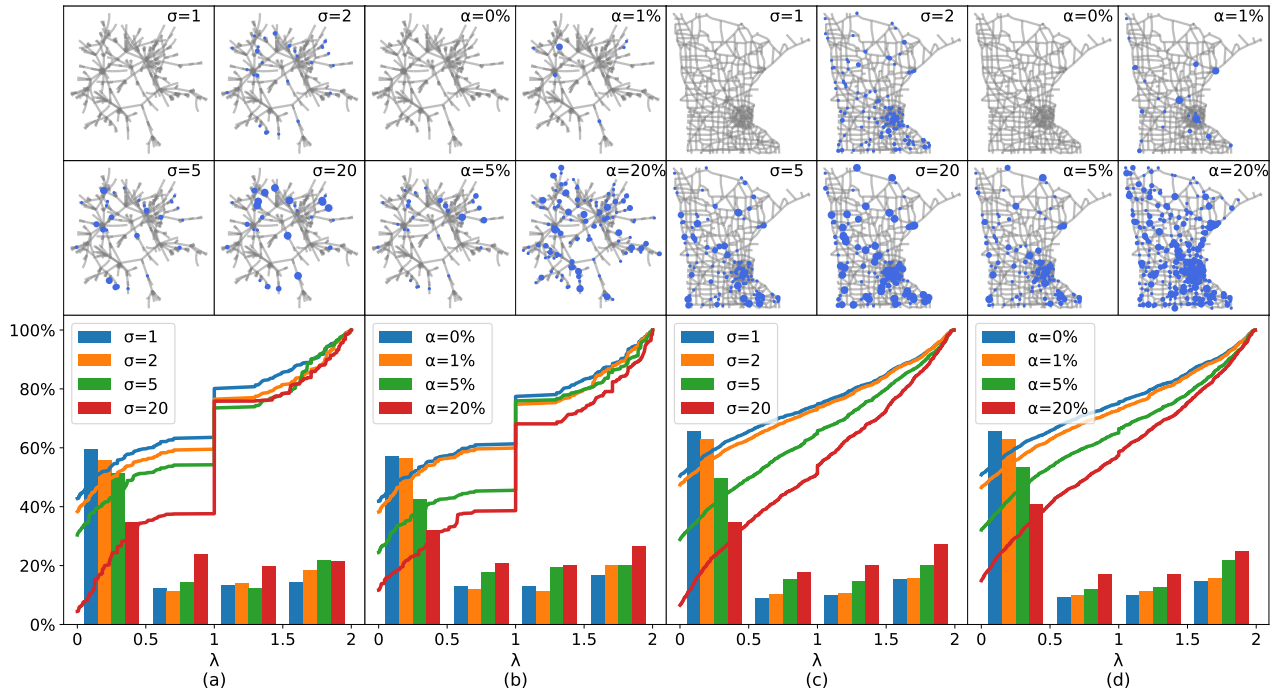 σ=1 σ=2 α=0% α=1% σ=1 σ=2 α=0% α=1%
σ=5 σ=20 α=5% α=20% σ=5 σ=20 α=5% α=20%
100%
80%
60%
40%
20%
0%
σ=1
σ=2
σ=5
σ=20
0 0.5 1 1.5 2
λ
(a)
α=0%
α=1%
α=5%
α=20%
0 0.5 1 1.5 2
λ
(b)
σ=1
σ=2
σ=5
σ=20
0 0.5 1 1.5 2
λ
(c)
α=0%
α=1%
α=5%
α=20%
0 0.5 1 1.5 2
λ
(d)